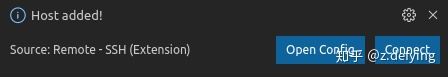 Host added!
Source: Remote - SSH (Extension)
Open Config
Connect
知乎 @z.defying